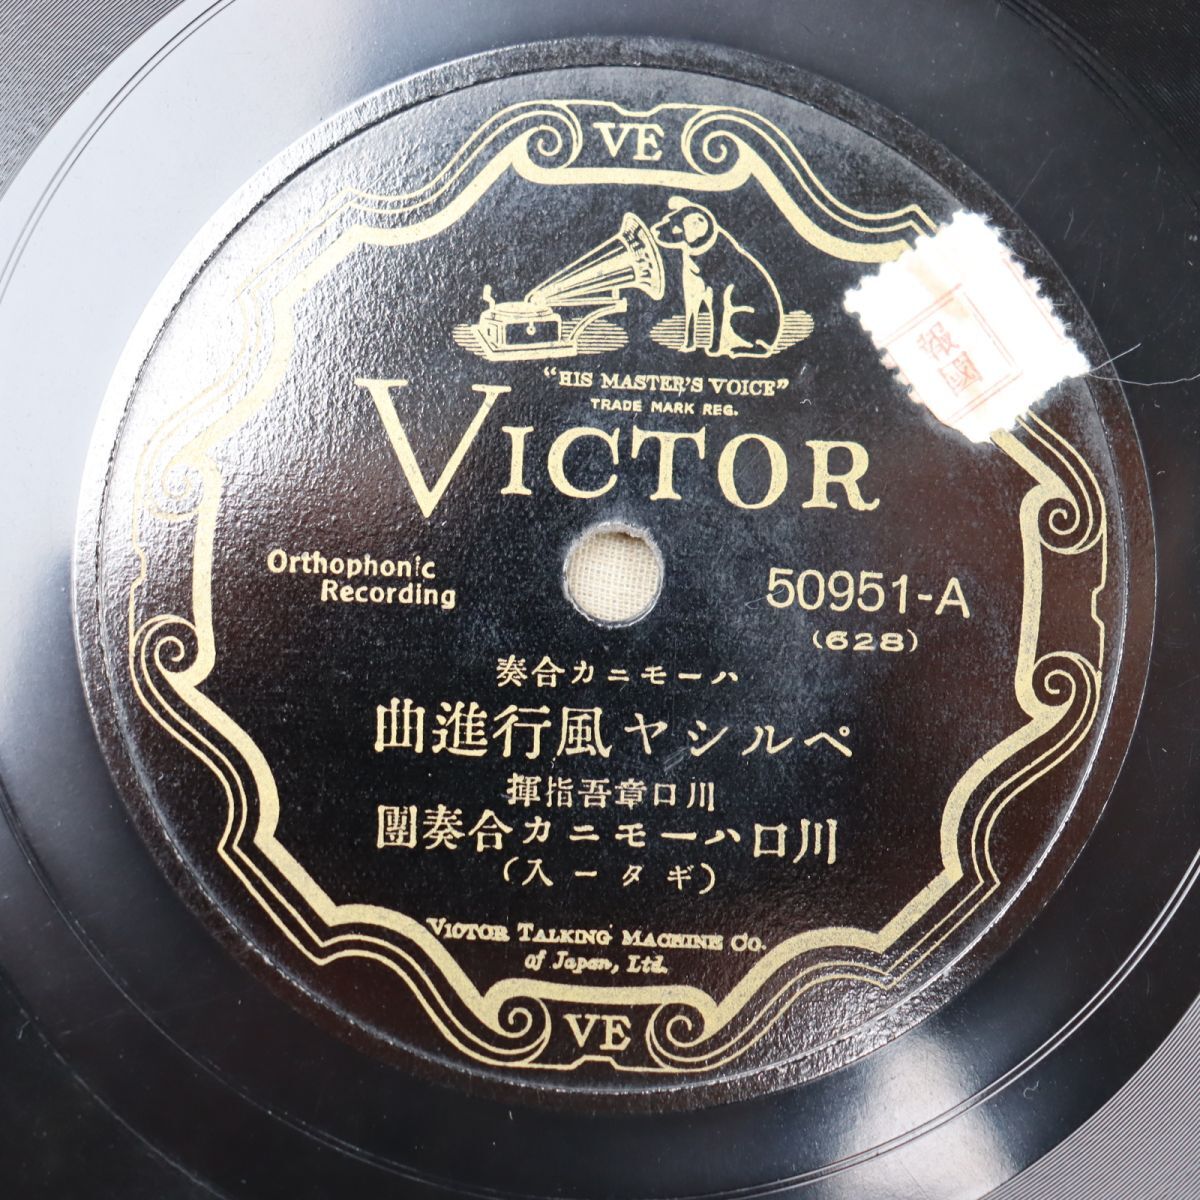 VE
"HIS MASTER'S VOICE"
TRADE MARK REG.
VICTOR
Orthophonic
Recording
50951-A
(628)
報國
ハーモニカ合奏
ペルシヤ風行進曲
川口章吾指揮
川口ハーモニカ合奏團
(ギター入)
VICTOR TALKING MACHINE CO.
of Japan, Ltd.
VE